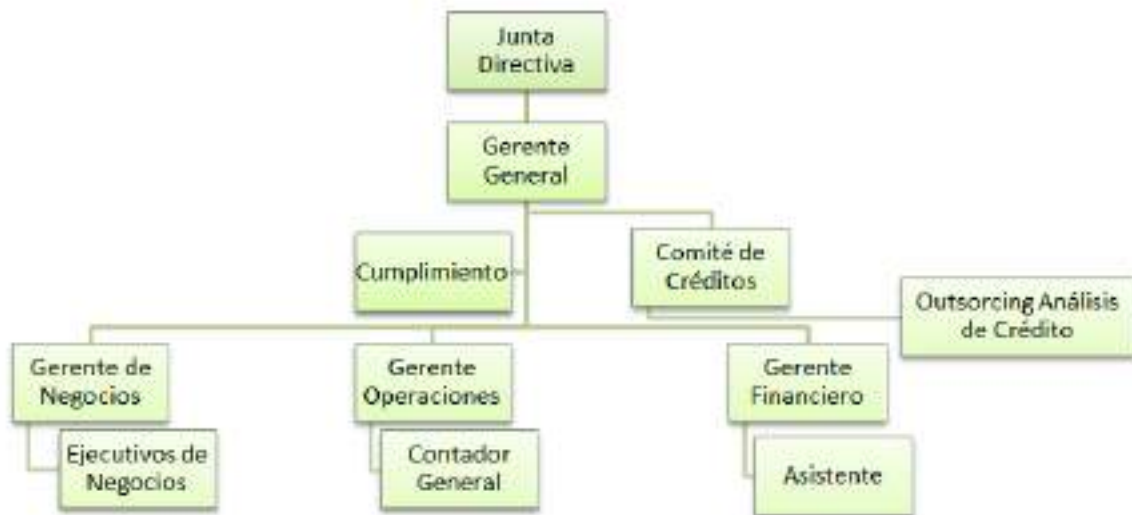 Junta
Directiva
Gerente
General
Cumplimiento
Comité de
Créditos
Outsorcing Análisis
de Crédito
Gerente de
Negocios
Gerente
Operaciones
Gerente
Financiero
Ejecutivos de
Negocios
Contador
General
Asistente